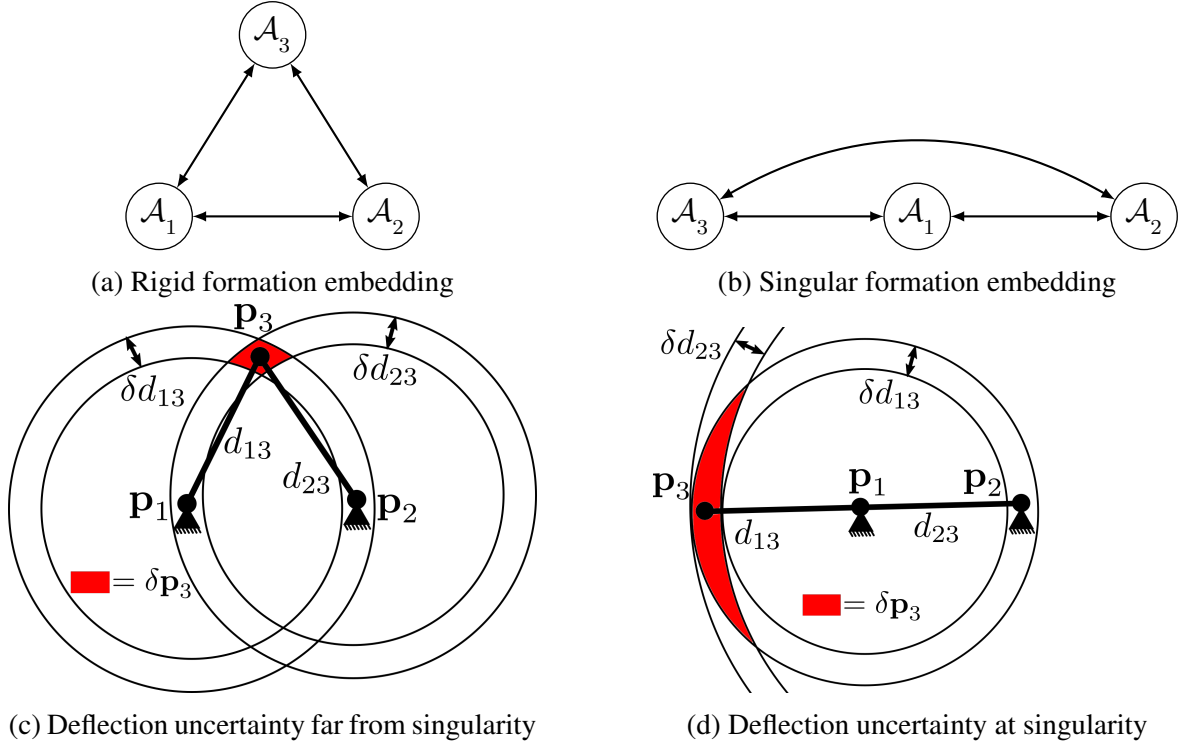 𝒜₃
𝒜₁ 𝒜₂
𝒜₃ 𝒜₁ 𝒜₂
(a) Rigid formation embedding
(b) Singular formation embedding
p₃
δd₁₃
δd₂₃
d₁₃
d₂₃
p₁
p₂
= δp₃
δd₂₃
δd₁₃
p₃
p₁
p₂
d₁₃
d₂₃
= δp₃
(c) Deflection uncertainty far from singularity
(d) Deflection uncertainty at singularity